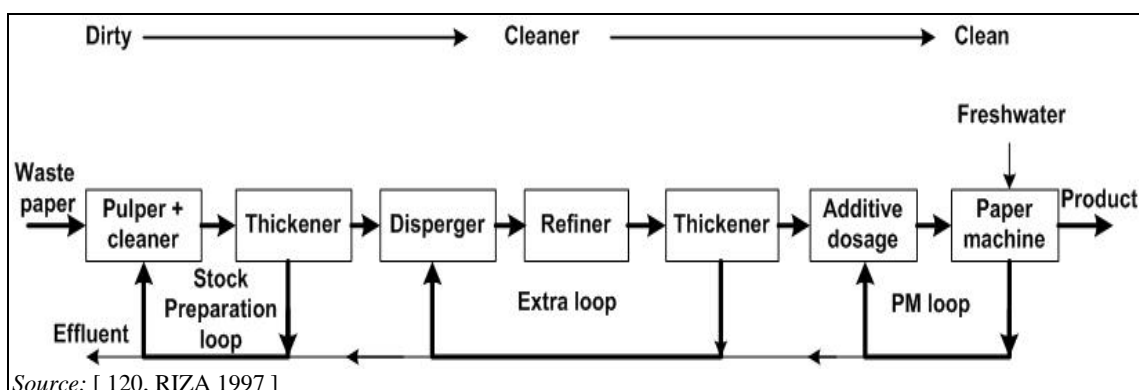 Dirty
Cleaner
Clean
Freshwater
Waste
paper
Pulper +
cleaner
Thickener
Disperger
Refiner
Thickener
Additive
dosage
Paper
machine
Product
Stock
Preparation
loop
Extra loop
PM loop
Effluent
Source: [ 120, RIZA 1997 ]